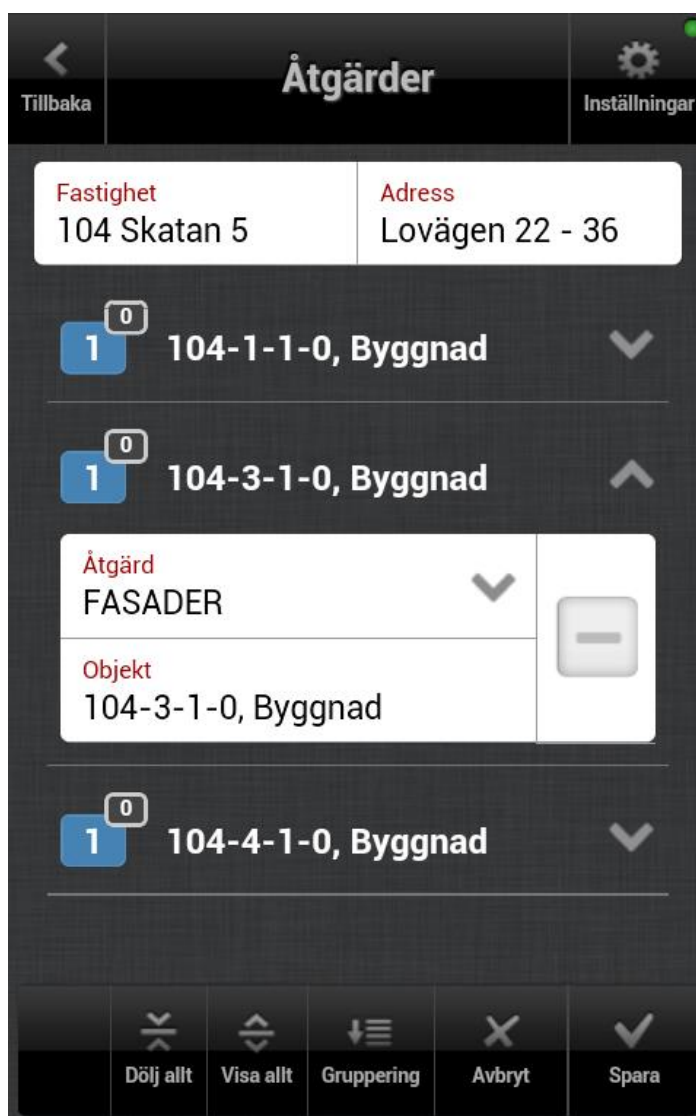 Tillbaka
Åtgärder
Inställningar
Fastighet
104 Skatan 5
Adress
Lovägen 22 - 36
1
0
104-1-1-0, Byggnad
1
0
104-3-1-0, Byggnad
Åtgärd
FASADER
Objekt
104-3-1-0, Byggnad
1
0
104-4-1-0, Byggnad
Dölj allt
Visa allt
Gruppering
Avbryt
Spara